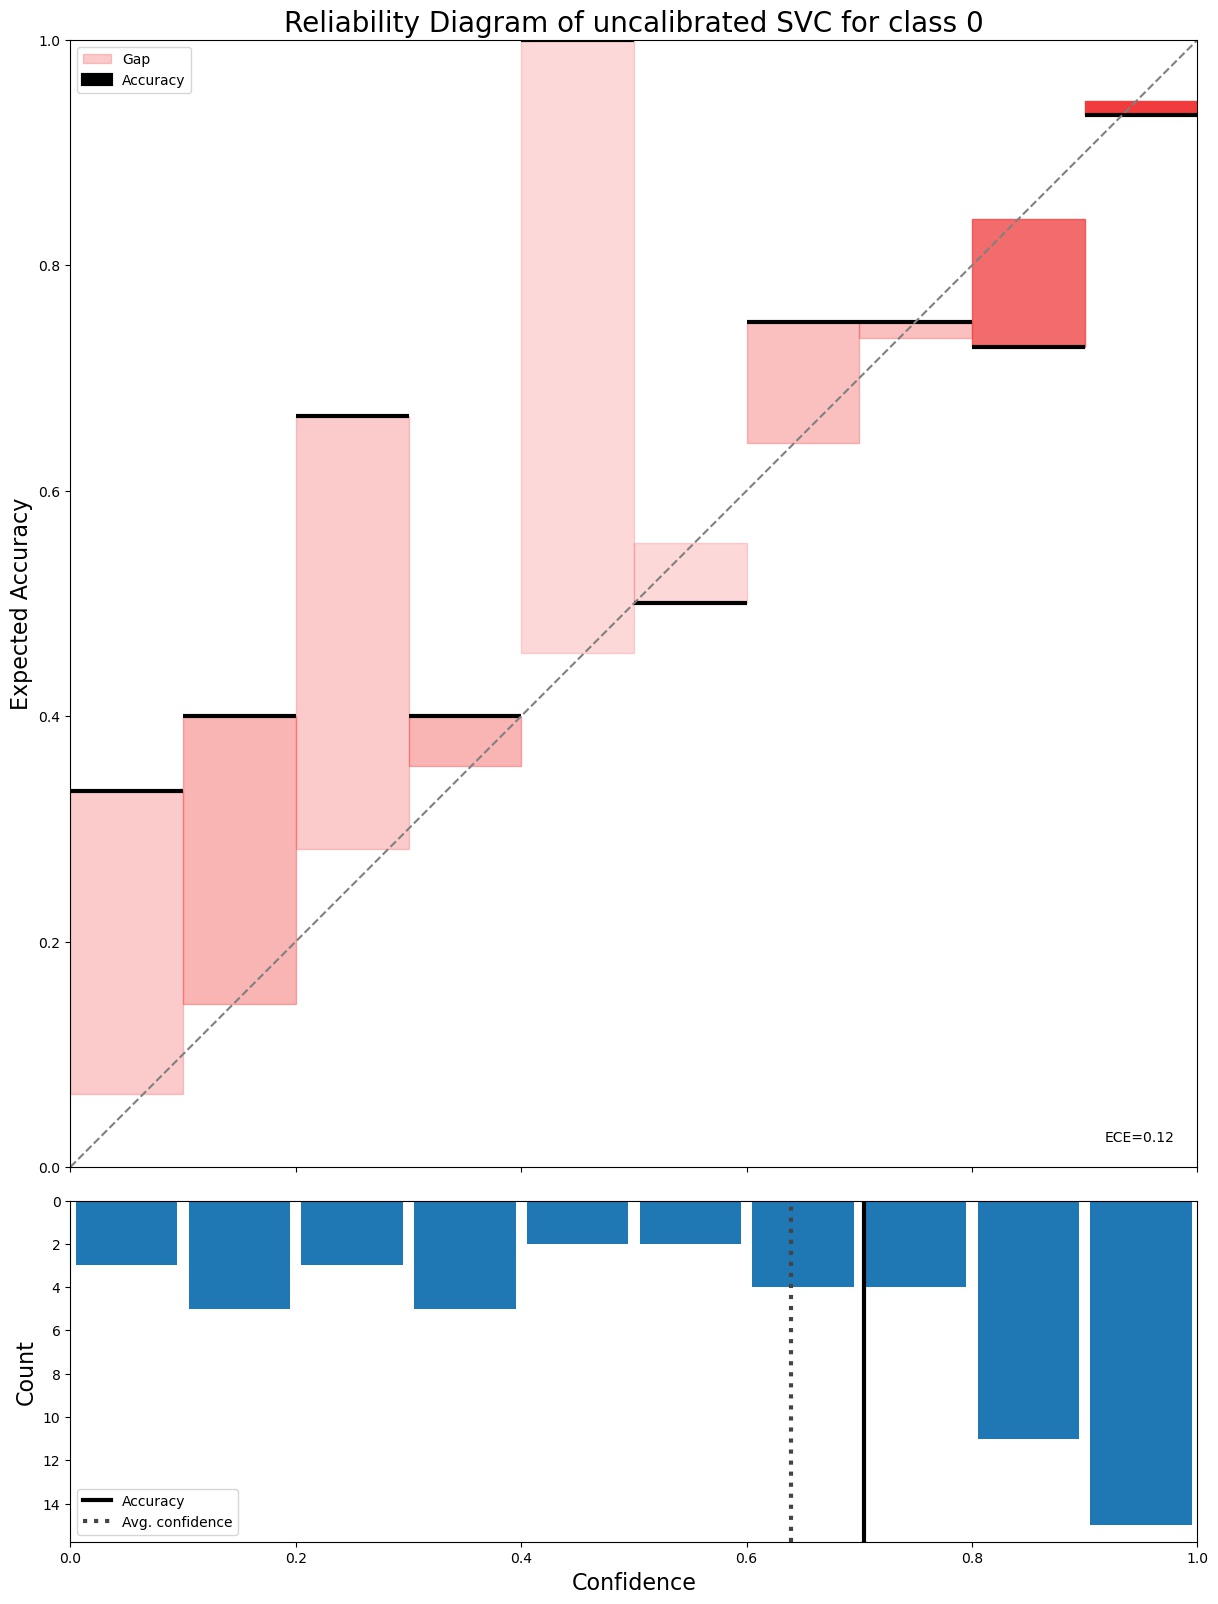 Reliability Diagram of uncalibrated SVC for class 0
1.0
Gap
Accuracy
0.8
0.6
Expected Accuracy
0.4
0.2
ECE=0.12
0.0
0
2
4
6
Count
8
10
12
14
Accuracy
Avg. confidence
0.0 0.2 0.4 0.6 0.8 1.0
Confidence